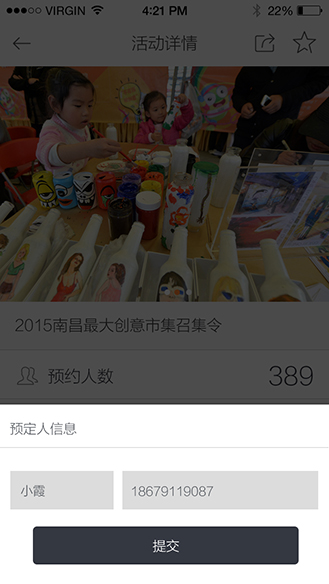 VIRGIN
4:21 PM
22%
活动详情
2015南昌最大创意市集召集令
预约人数
389
预定人信息
小霞
18679119087
提交